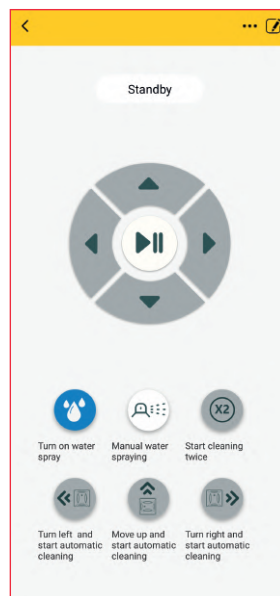 Standby
Turn on water
spray
Manual water
spraying
Start cleaning
twice
X2
Turn left and
start automatic
cleaning
Move up and
start automatic
cleaning
Turn right and
start automatic
cleaning